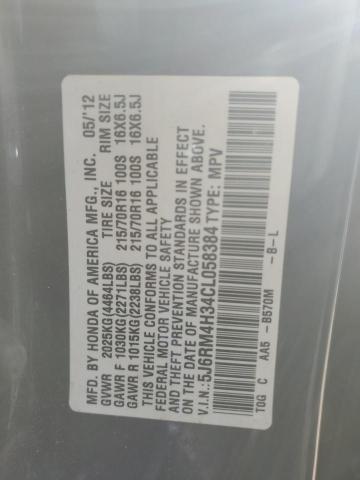 MFD. BY HONDA OF AMERICA MFG., INC. 05/'12
GVWR 2025KG(4464LBS) TIRE SIZE RIM SIZE
GAWR F 1030KG(2271LBS) 215/70R16 100S 16X6.5J
GAWR R 1015KG(2238LBS) 215/70R16 100S 16X6.5J
THIS VEHICLE CONFORMS TO ALL APPLICABLE
FEDERAL MOTOR VEHICLE SAFETY
AND THEFT PREVENTION STANDARDS IN EFFECT
ON THE DATE OF MANUFACTURE SHOWN ABOVE.
V.I.N.: 5J6RM4H34CL058384 TYPE: MPV
TOG C AA5 -B570M -B-L